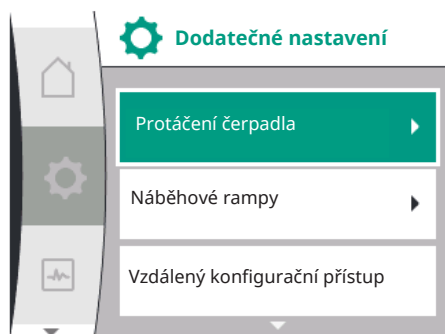 Dodatečné nastavení
Protáčení čerpadla
Náběhové rampy
Vzdálený konfigurační přístup